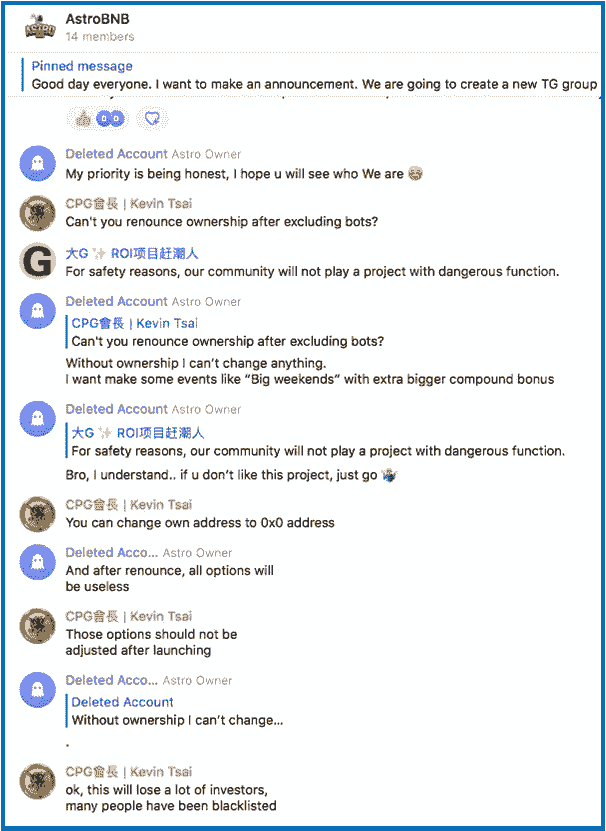 AstroBNB
14 members
Pinned message
Good day everyone. I want to make an announcement. We are going to create a new TG group
Deleted Account Astro Owner
My priority is being honest, I hope u will see who We are
CPG會長 | Kevin Tsai
Can't you renounce ownership after excluding bots?
大G ✨ ROI项目赶潮人
For safety reasons, our community will not play a project with dangerous function.
Deleted Account Astro Owner
CPG會長 | Kevin Tsai
Can't you renounce ownership after excluding bots?
Without ownership I can't change anything.
I want make some events like “Big weekends” with extra bigger compound bonus
Deleted Account Astro Owner
大G ✨ ROI项目赶潮人
For safety reasons, our community will not play a project with dangerous function.
Bro, I understand.. if u don't like this project, just go 🤷‍♂️
CPG會長 | Kevin Tsai
You can change own address to 0x0 address
Deleted Acco... Astro Owner
And after renounce, all options will
be useless
CPG會長 | Kevin Tsai
Those options should not be
adjusted after launching
Deleted Acco... Astro Owner
Deleted Account
Without ownership I can't change...
.
CPG會長 | Kevin Tsai
ok, this will lose a lot of investors,
many people have been blacklisted